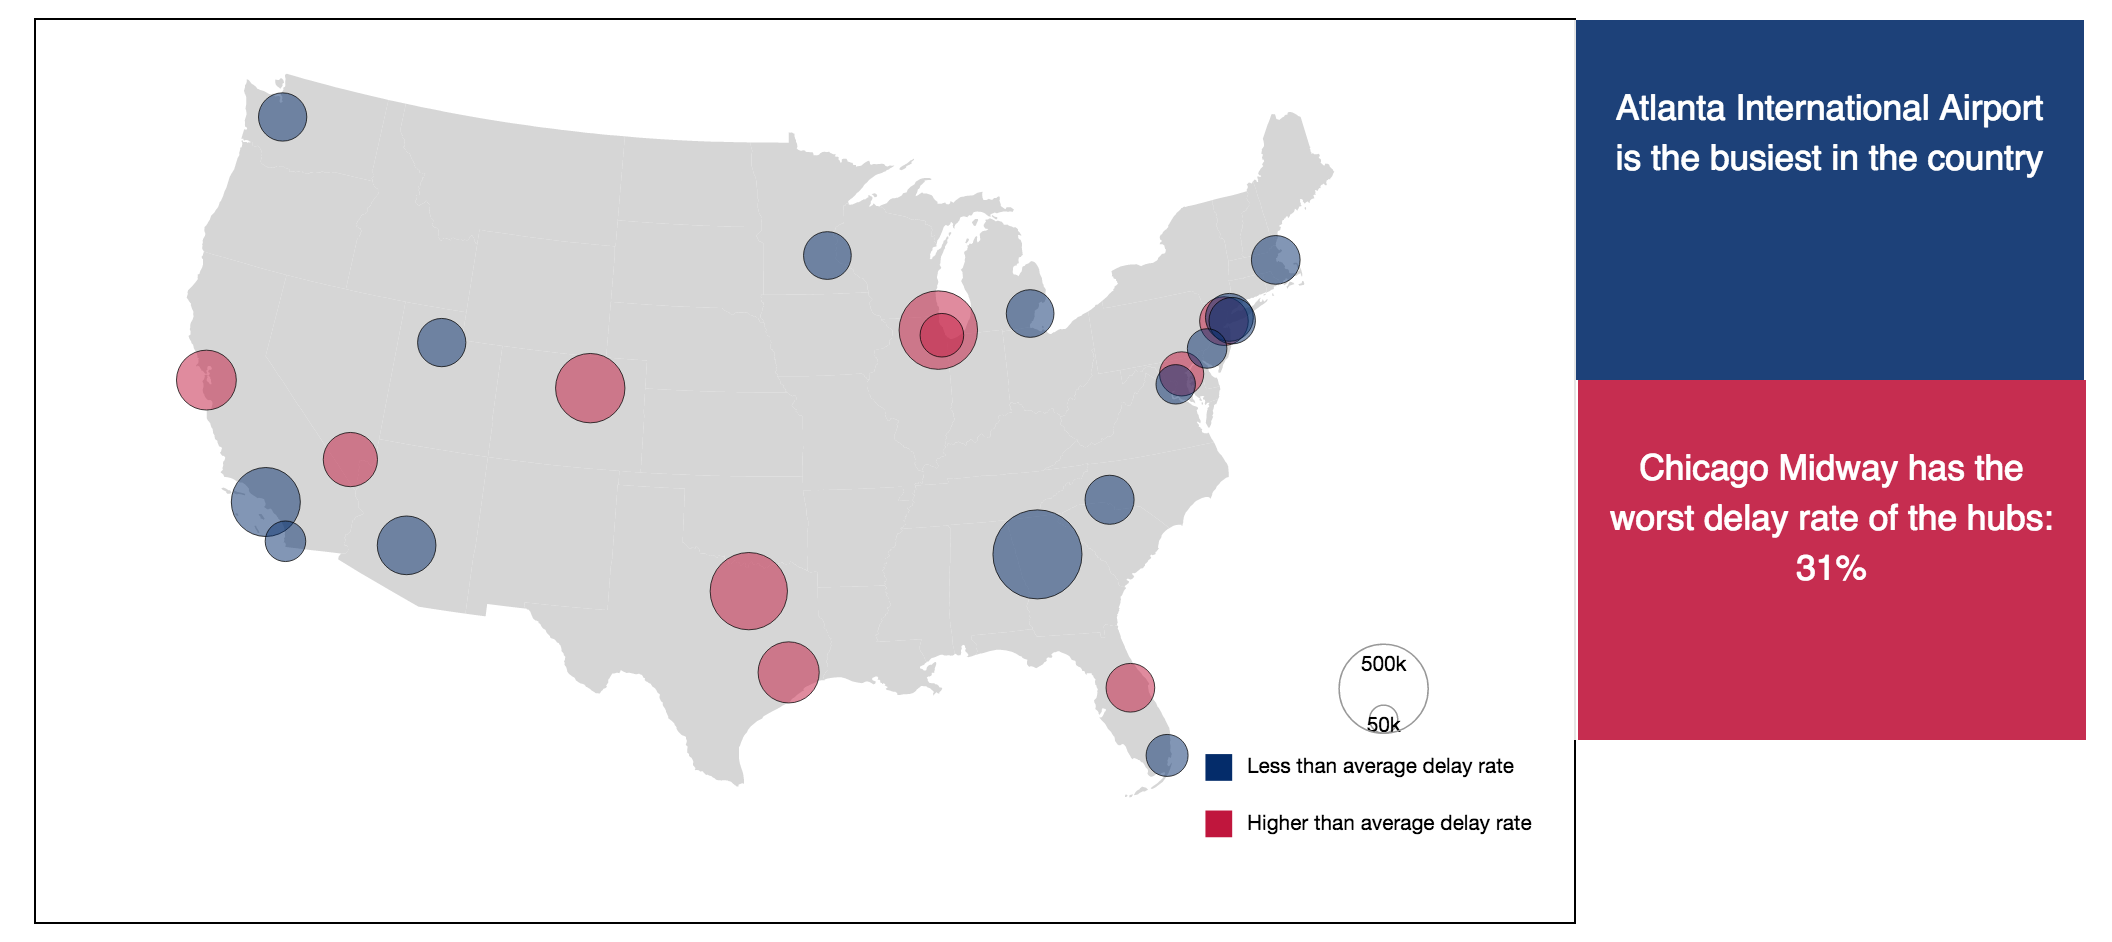 Atlanta International Airport
is the busiest in the country
Chicago Midway has the
worst delay rate of the hubs:
31%
500k
50k
Less than average delay rate
Higher than average delay rate